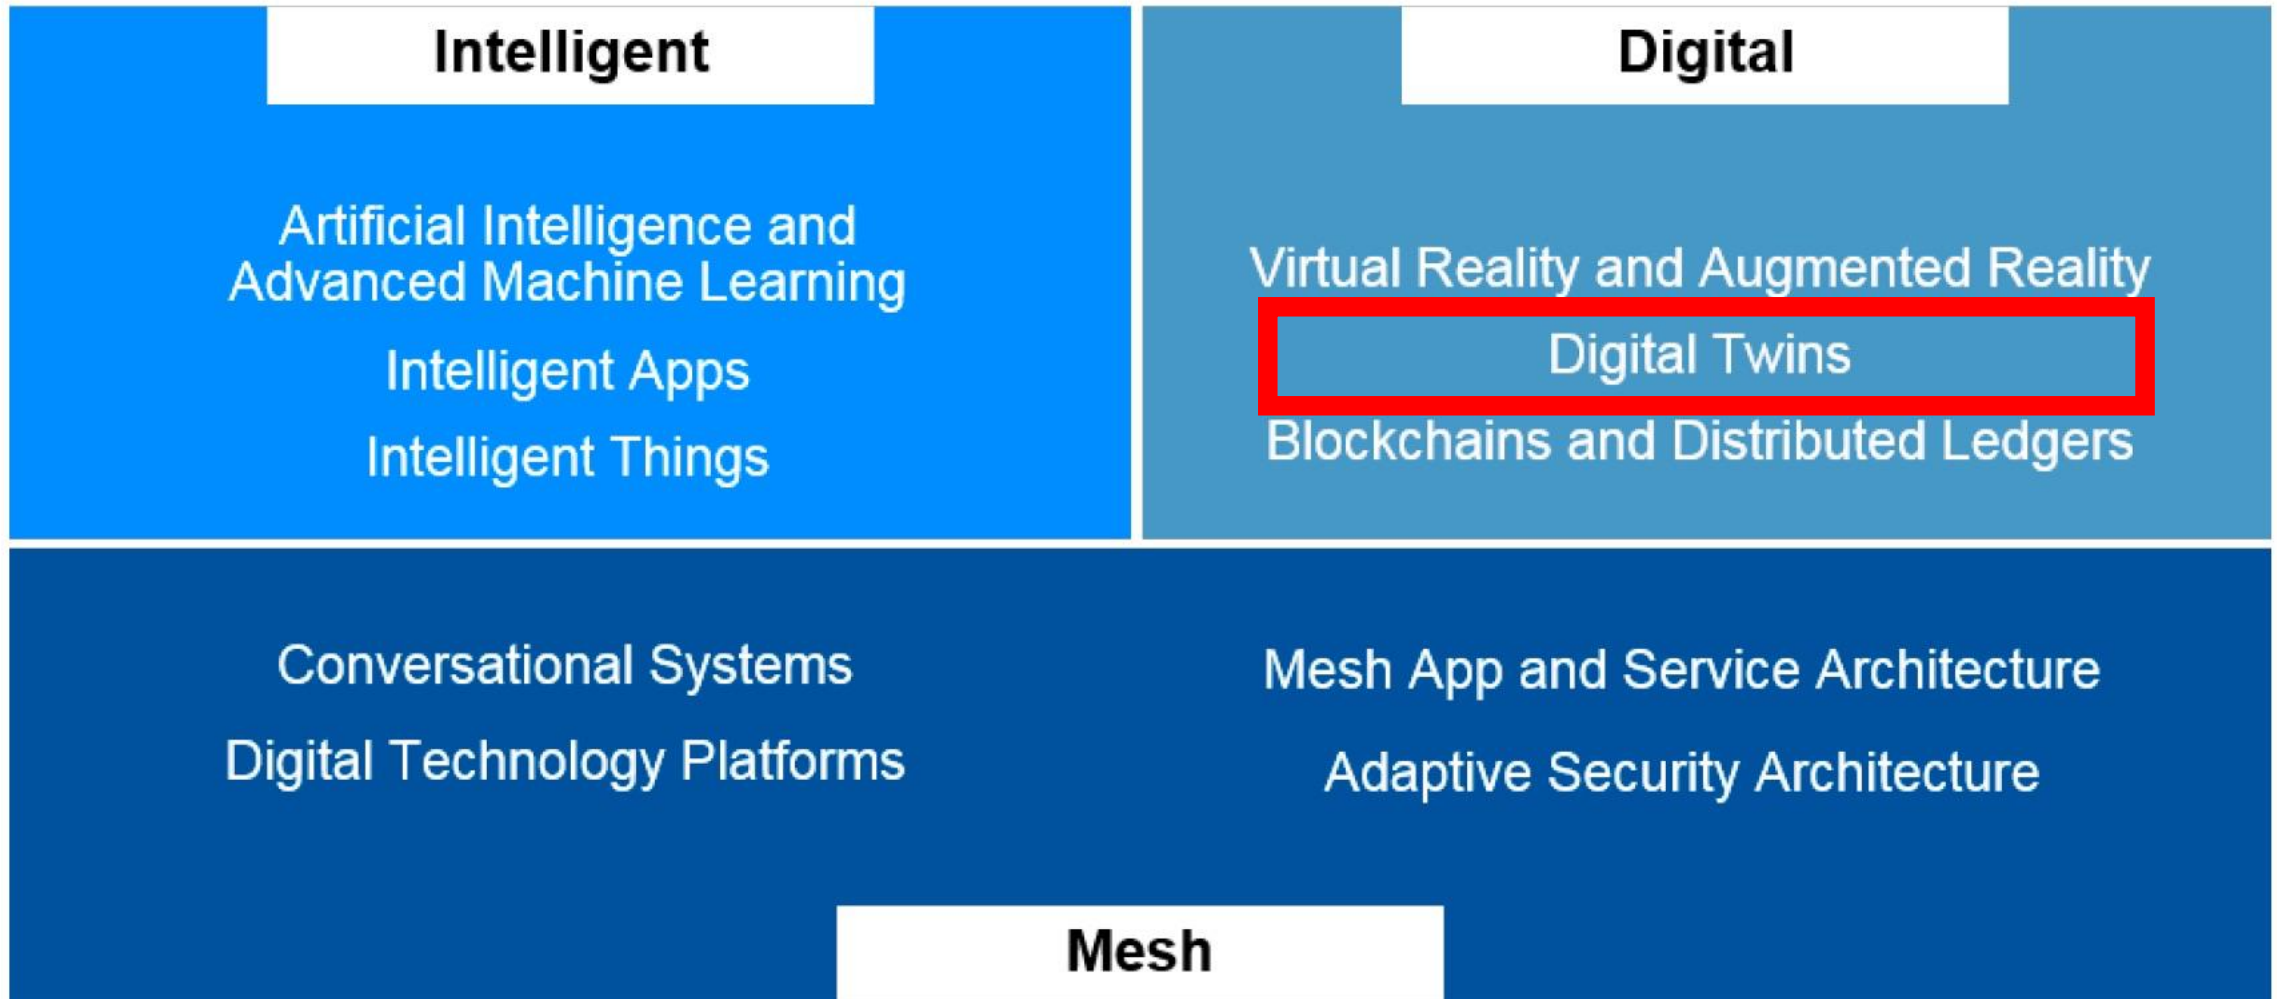 Intelligent
Artificial Intelligence and
Advanced Machine Learning
Intelligent Apps
Intelligent Things
Digital
Virtual Reality and Augmented Reality
Digital Twins
Blockchains and Distributed Ledgers
Conversational Systems
Digital Technology Platforms
Mesh App and Service Architecture
Adaptive Security Architecture
Mesh